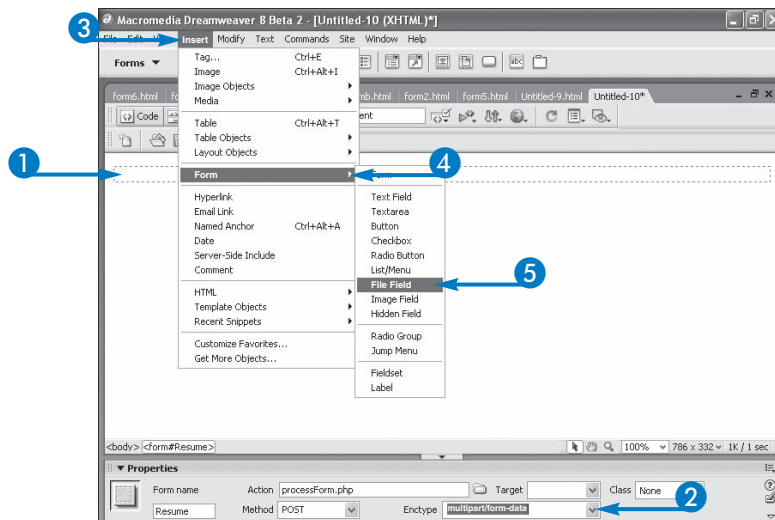 Macromedia Dreamweaver 8 Beta 2 - [Untitled-10 (XHTML)*]
3
File Edit Insert Modify Text Commands Site Window Help
Forms
Tag... Ctrl+E
Image Ctrl+Alt+I
Image Objects
Media
form6.html
form2.html form5.html Untitled-9.html Untitled-10*
Code
Table Ctrl+Alt+T
Table Objects
Layout Objects
1
Form
4
Hyperlink
Email Link
Named Anchor Ctrl+Alt+A
Date
Server-Side Include
Comment
HTML
Template Objects
Recent Snippets
Customize Favorites...
Get More Objects...
Text Field
Textarea
Button
Checkbox
Radio Button
List/Menu
File Field
5
Image Field
Hidden Field
Radio Group
Jump Menu
Fieldset
Label
<body> <form#Resume>
100% 786 x 332 1K / 1 sec
Properties
Form name Action processForm.php Target Class None
2
Resume Method POST Enctype multipart/form-data
abc